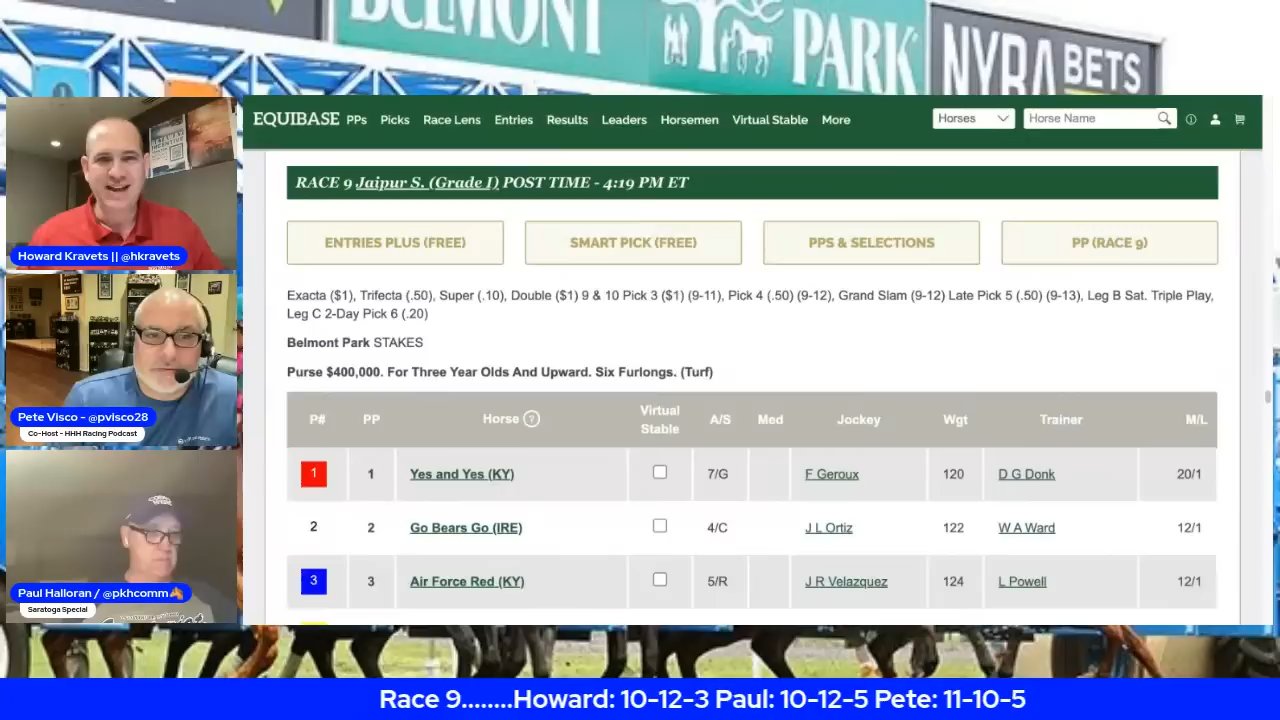 BELMONT PARK
NYRA BETS
EQUIBASE PPs Picks Race Lens Entries Results Leaders Horsemen Virtual Stable More Horses Horse Name
RACE 9 Jaipur S. (Grade I) POST TIME - 4:19 PM ET
ENTRIES PLUS (FREE) SMART PICK (FREE) PPS & SELECTIONS PP (RACE 9)
Exacta ($1), Trifecta (.50), Super (.10), Double ($1) 9 & 10 Pick 3 ($1) (9-11), Pick 4 (.50) (9-12), Grand Slam (9-12) Late Pick 5 (.50) (9-13), Leg B Sat. Triple Play,
Leg C 2-Day Pick 6 (.20)
Belmont Park STAKES
Purse $400,000. For Three Year Olds And Upward. Six Furlongs. (Turf)
P# PP Horse ? Virtual Stable A/S Med Jockey Wgt Trainer M/L
1 1 Yes and Yes (KY) 7/G F Geroux 120 D G Donk 20/1
2 2 Go Bears Go (IRE) 4/C J L Ortiz 122 W A Ward 12/1
3 3 Air Force Red (KY) 5/R J R Velazquez 124 L Powell 12/1
Howard Kravets || @hkravets
Pete Visco - @pvisco28
Co-Host - HHH Racing Podcast
Paul Halloran / @pkhcomm🐴
Saratoga Special
Race 9........Howard: 10-12-3 Paul: 10-12-5 Pete: 11-10-5